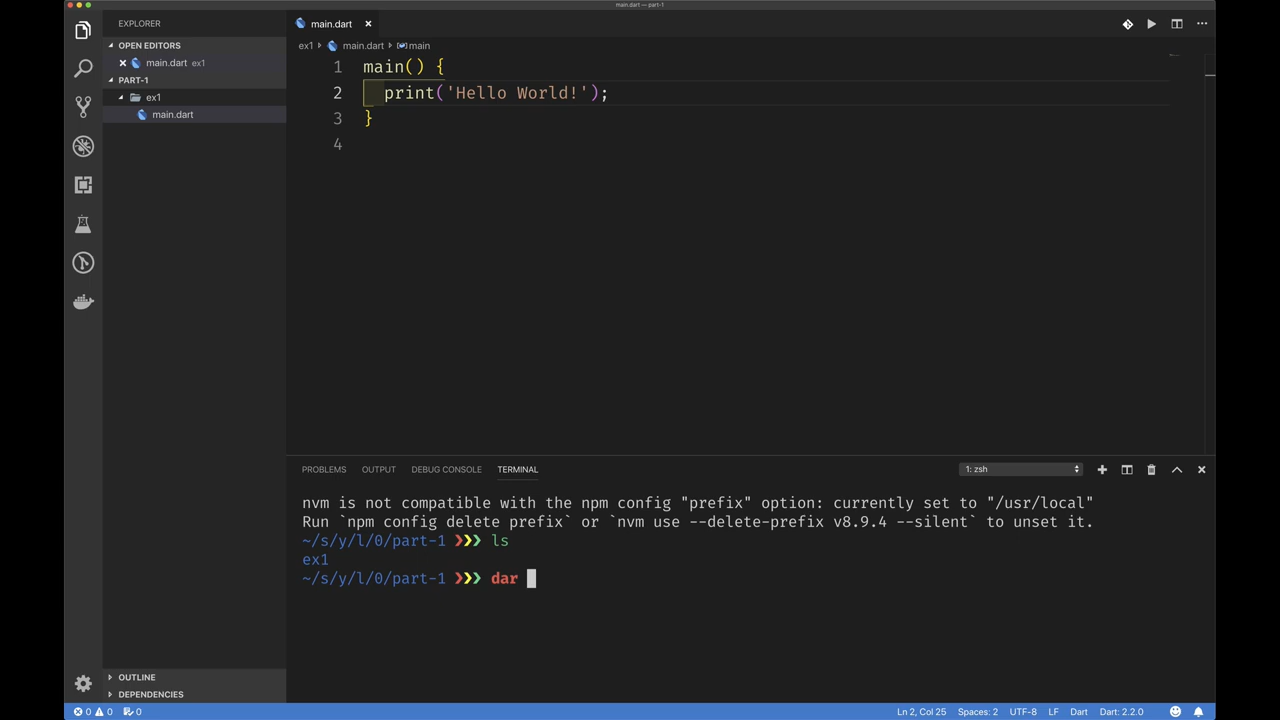 main.dart — part-1
EXPLORER
OPEN EDITORS
main.dart ex1
PART-1
ex1
main.dart
OUTLINE
DEPENDENCIES
main.dart
ex1 main.dart main
1 main() {
2 print('Hello World!');
3 }
4
PROBLEMS OUTPUT DEBUG CONSOLE TERMINAL 1: zsh
nvm is not compatible with the npm config "prefix" option: currently set to "/usr/local"
Run `npm config delete prefix` or `nvm use --delete-prefix v8.9.4 --silent` to unset it.
~/s/y/l/0/part-1 ❯❯❯ ls
ex1
~/s/y/l/0/part-1 ❯❯❯ dar
0 0 0 Ln 2, Col 25 Spaces: 2 UTF-8 LF Dart Dart: 2.2.0